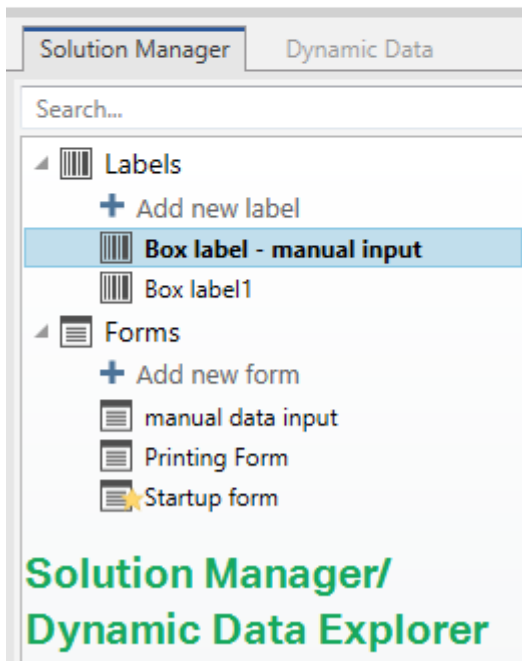 Solution Manager Dynamic Data
Search...
Labels
Add new label
Box label - manual input
Box label1
Forms
Add new form
manual data input
Printing Form
Startup form
Solution Manager/
Dynamic Data Explorer